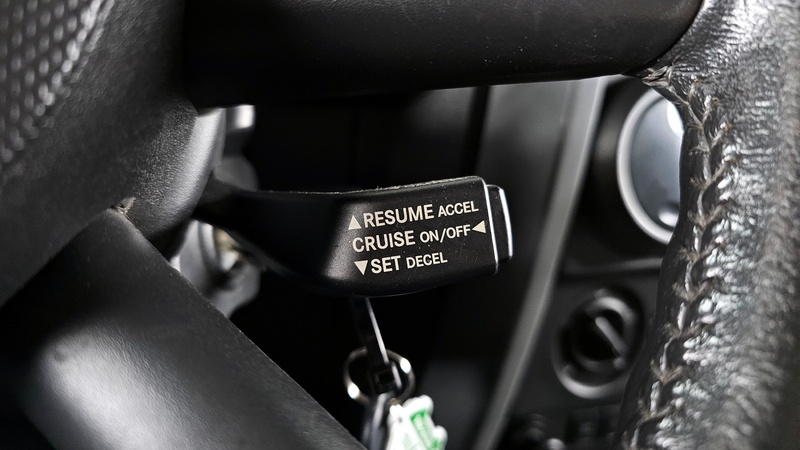 ▲RESUME ACCEL
CRUISE ON/OFF◀
▼SET DECEL